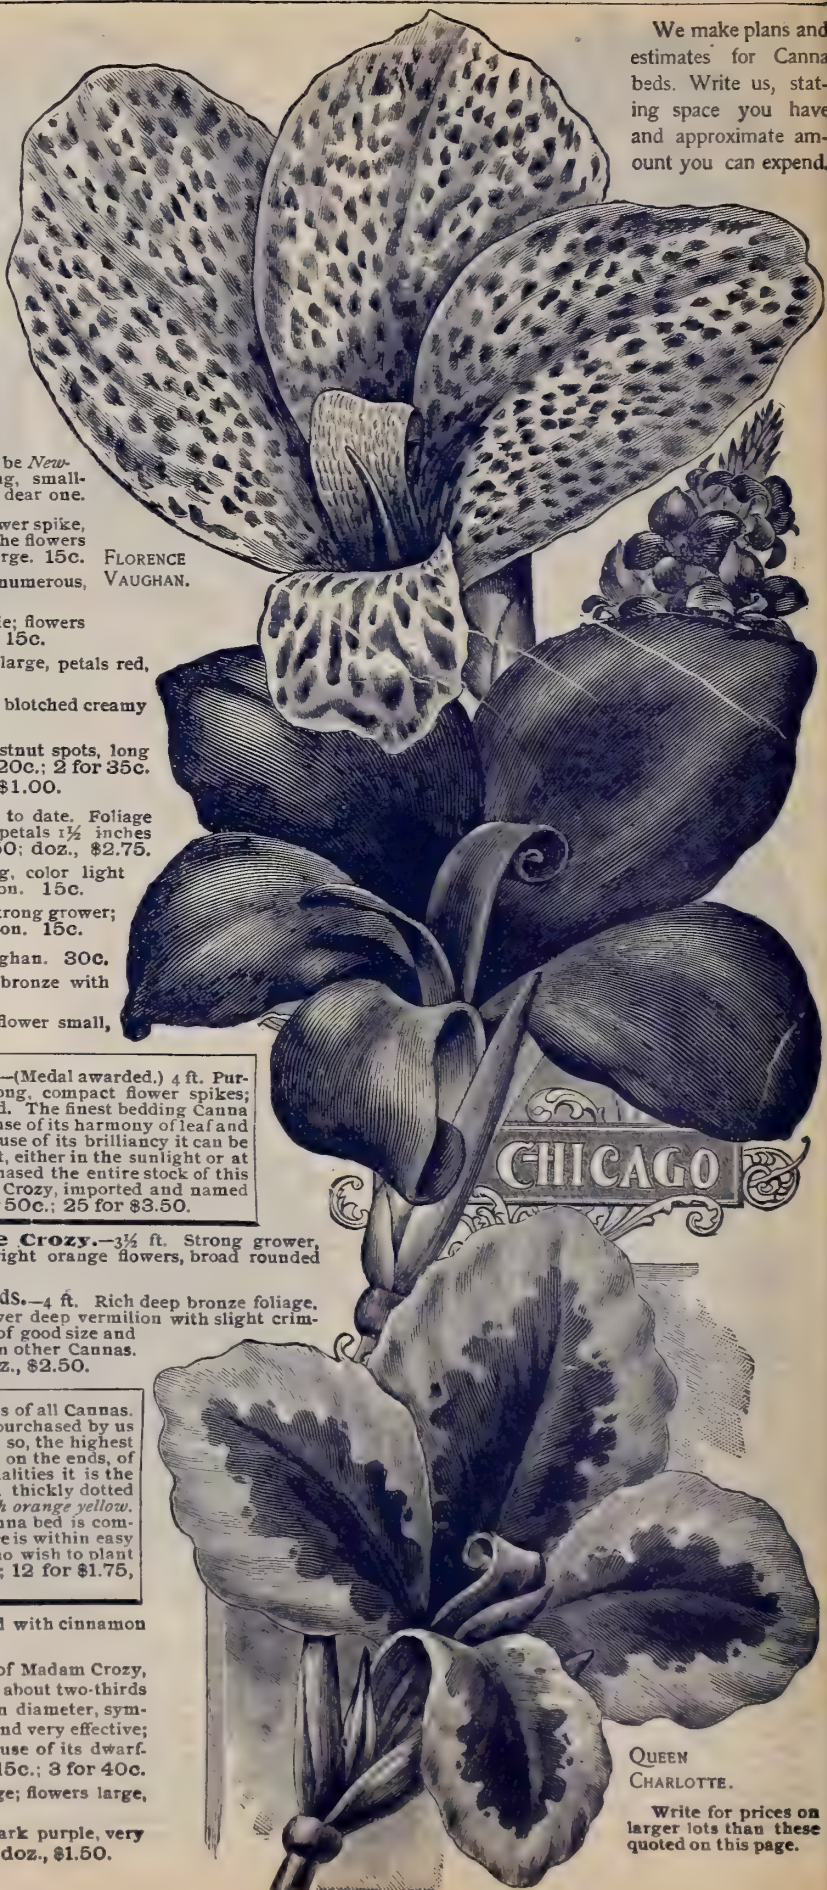 We make plans and
estimates for Canna
beds. Write us, stat-
ing space you have
and approximate am-
ount you can expend.
be New-
ng, small-
dear one.
wer spike,
he flowers
rge. 15c.
FLORENCE
VAUGHAN.
numerous,
le; flowers
15c.
large, petals red,
blotched creamy
stnut spots, long
20c.; 2 for 35c.
$1.00.
to date. Foliage
petals 1½ inches
50; doz., $2.75.
g, color light
on. 15c.
trong grower;
on. 15c.
ghan. 30c.
bronze with
flower small,
—(Medal awarded.) 4 ft. Pur-
ong, compact flower spikes;
d. The finest bedding Canna
use of its harmony of leaf and
use of its brilliancy it can be
t, either in the sunlight or at
hased the entire stock of this
Crozy, imported and named
50c.; 25 for $3.50.
CHICAGO
e Crozy.—3½ ft. Strong grower,
right orange flowers, broad rounded
ds.—4 ft. Rich deep bronze foliage,
ver deep vermilion with slight crim-
of good size and
n other Cannas.
z., $2.50.
s of all Cannas.
purchased by us
so, the highest
on the ends, of
alities it is the
, thickly dotted
h orange yellow.
nna bed is com-
e is within easy
ho wish to plant
; 12 for $1.75,
d with cinnamon
of Madam Crozy,
about two-thirds
n diameter, sym-
nd very effective;
use of its dwarf-
15c.; 3 for 40c.
ge; flowers large,
ark purple, very
doz., $1.50.
QUEEN
CHARLOTTE.
Write for prices on
larger lots than these
quoted on this page.